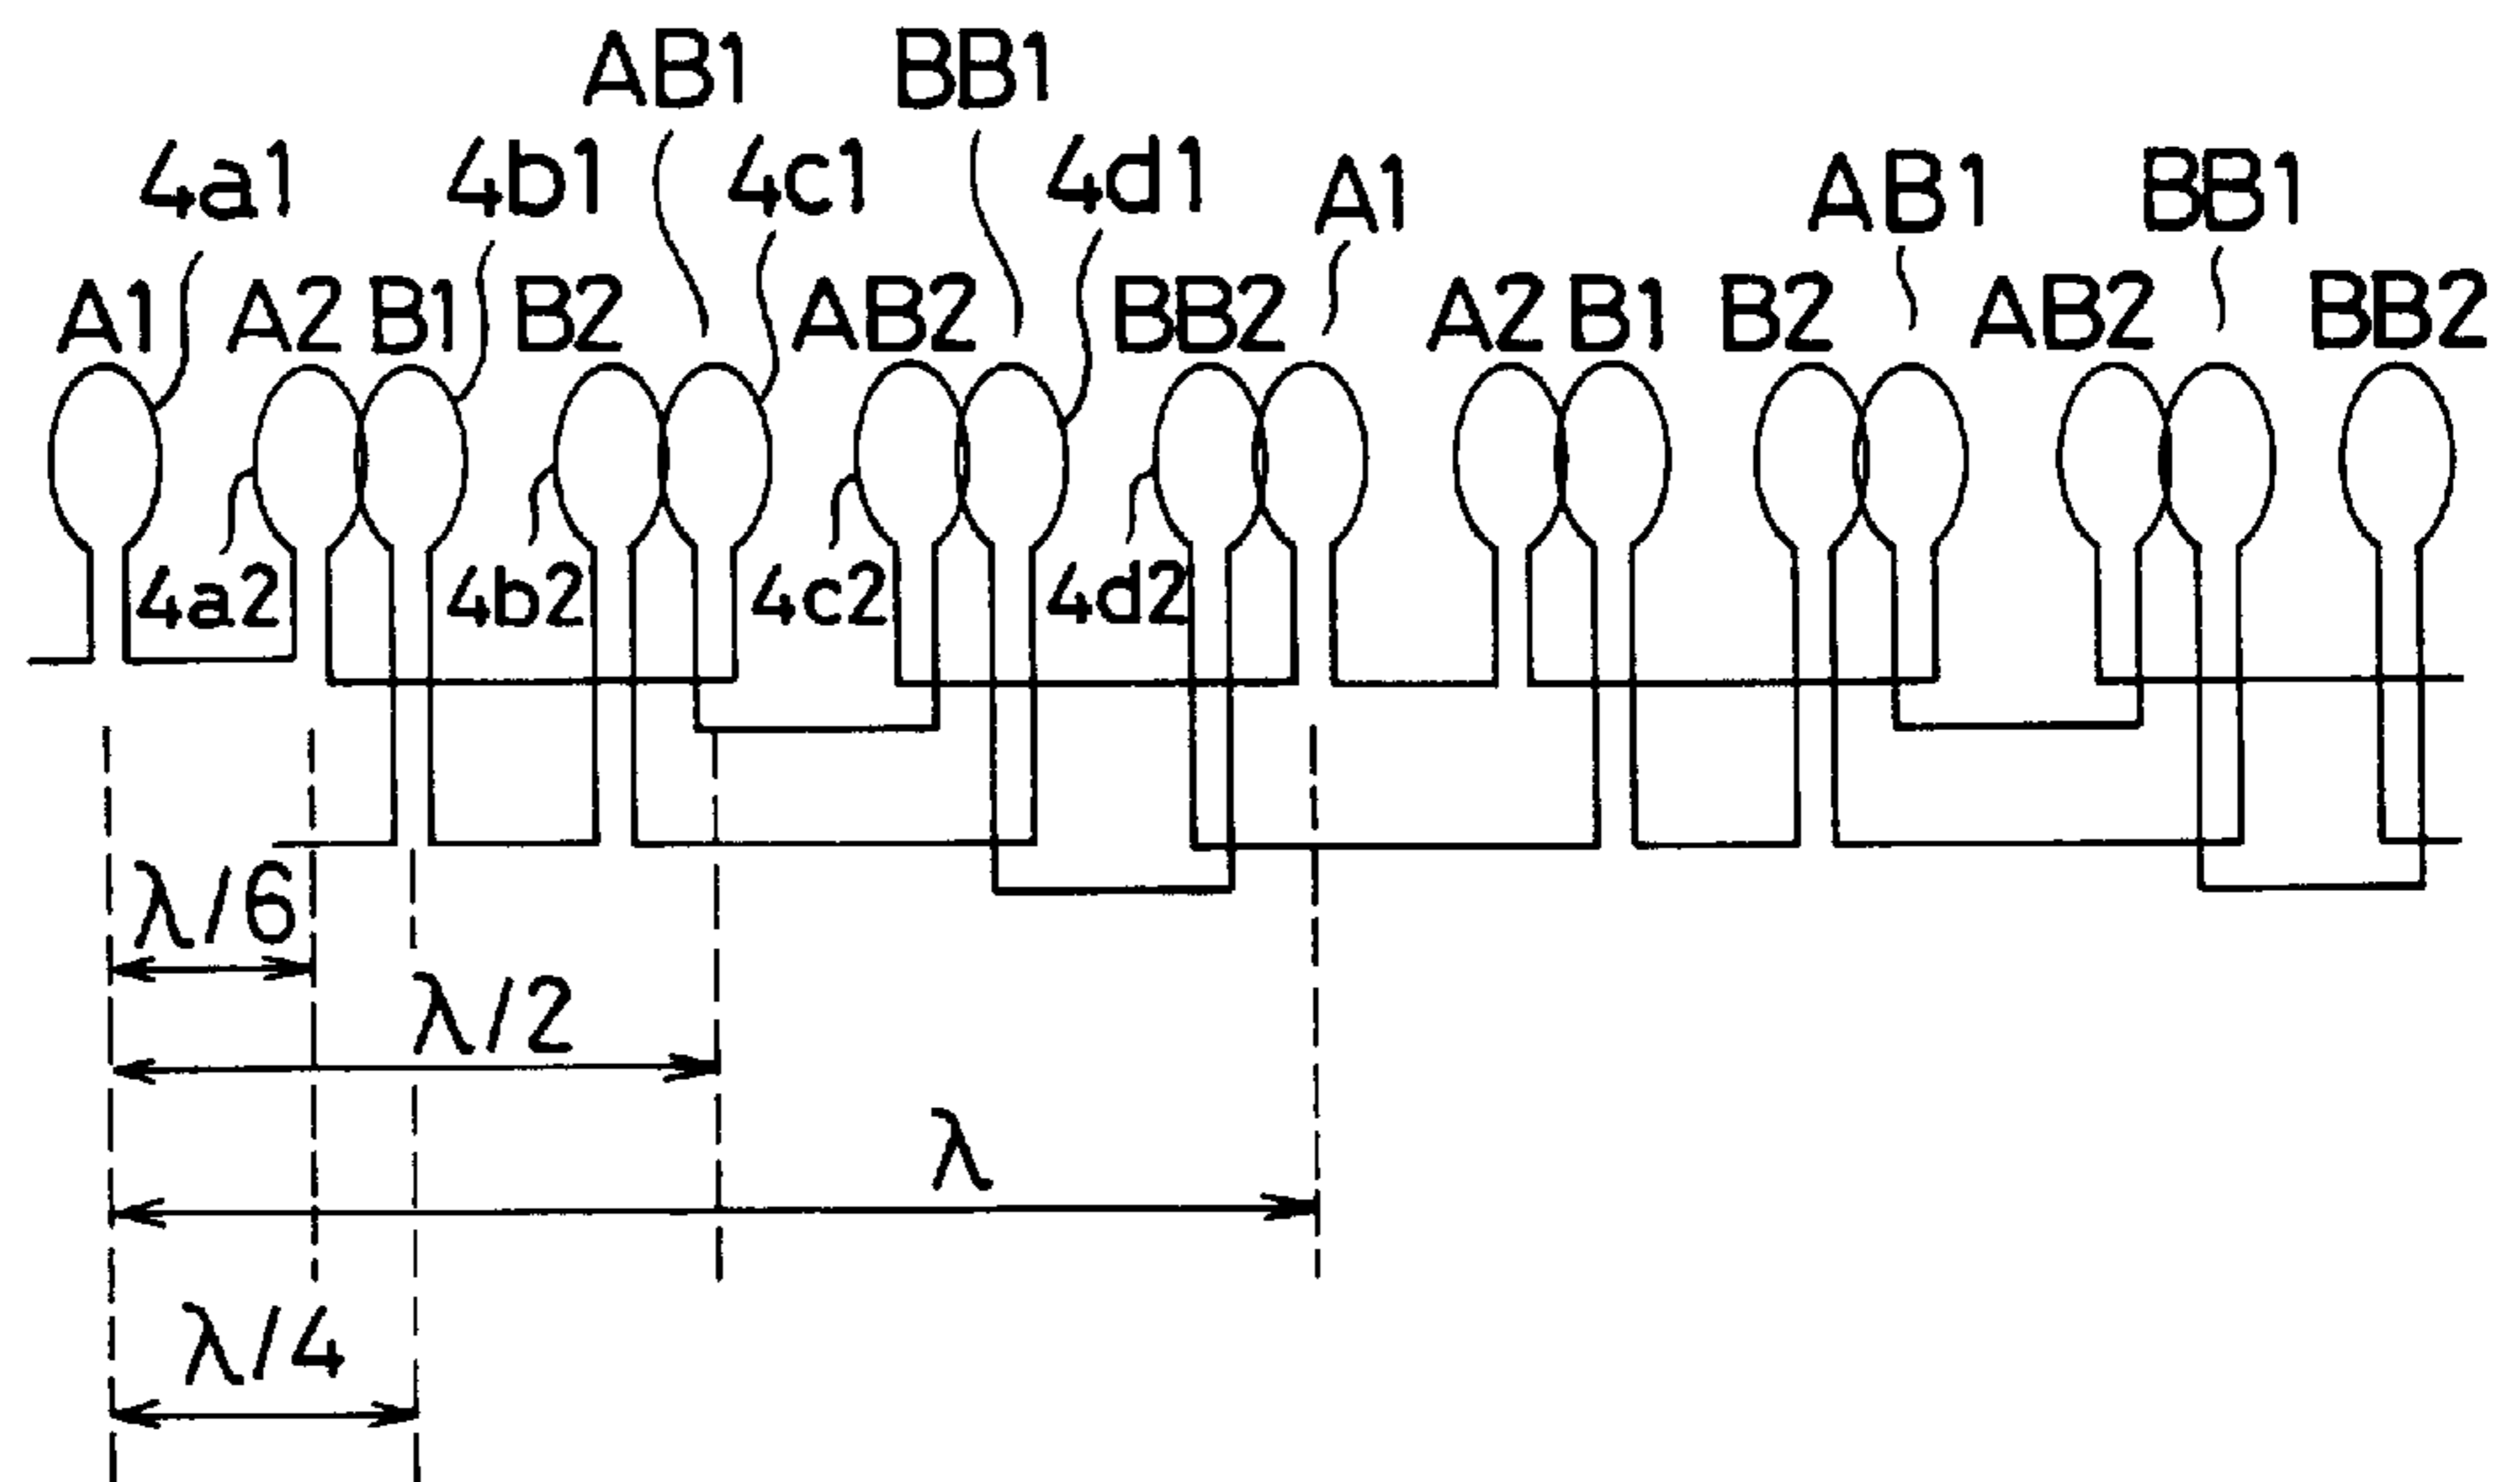 AB1 BB1
4a1 4b1 4c1 4d1 A1 AB1 BB1
A1 A2 B1 B2 AB2 BB2 A2 B1 B2 AB2 BB2
4a2 4b2 4c2 4d2
λ/6
λ/2
λ
λ/4